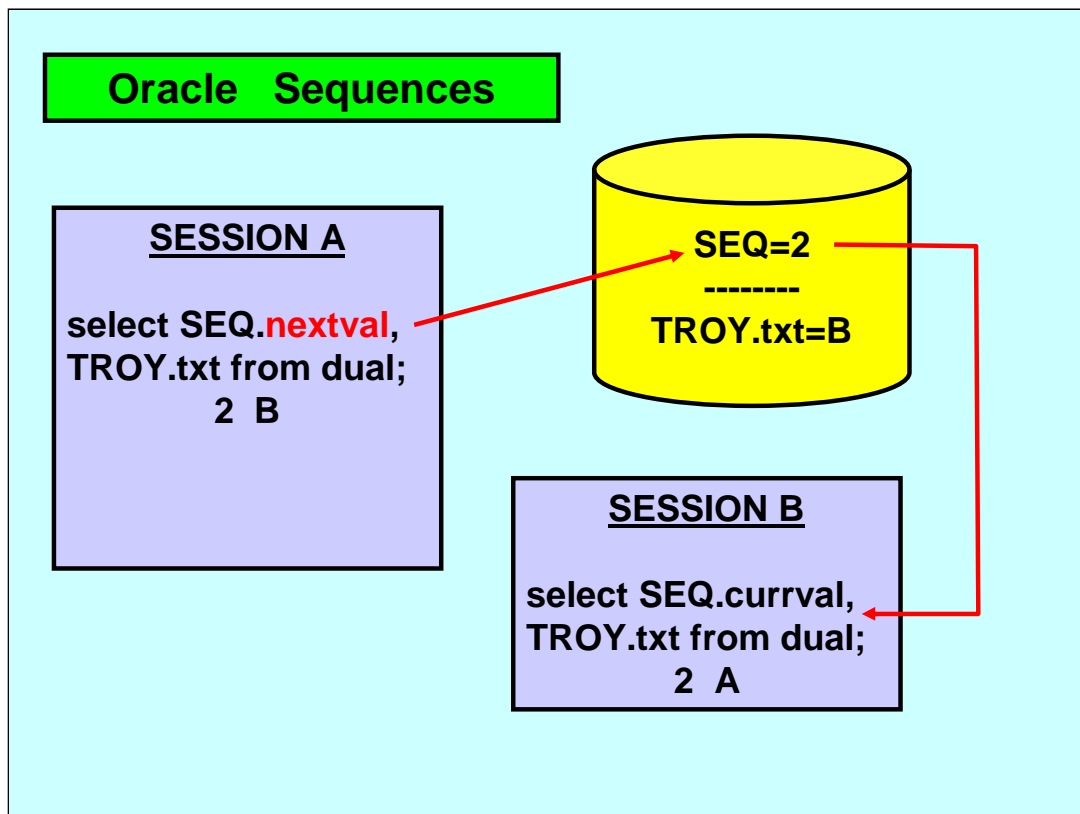 Oracle Sequences
SESSION A
select SEQ.nextval,
TROY.txt from dual;
2 B
SEQ=2
--------
TROY.txt=B
SESSION B
select SEQ.currval,
TROY.txt from dual;
2 A